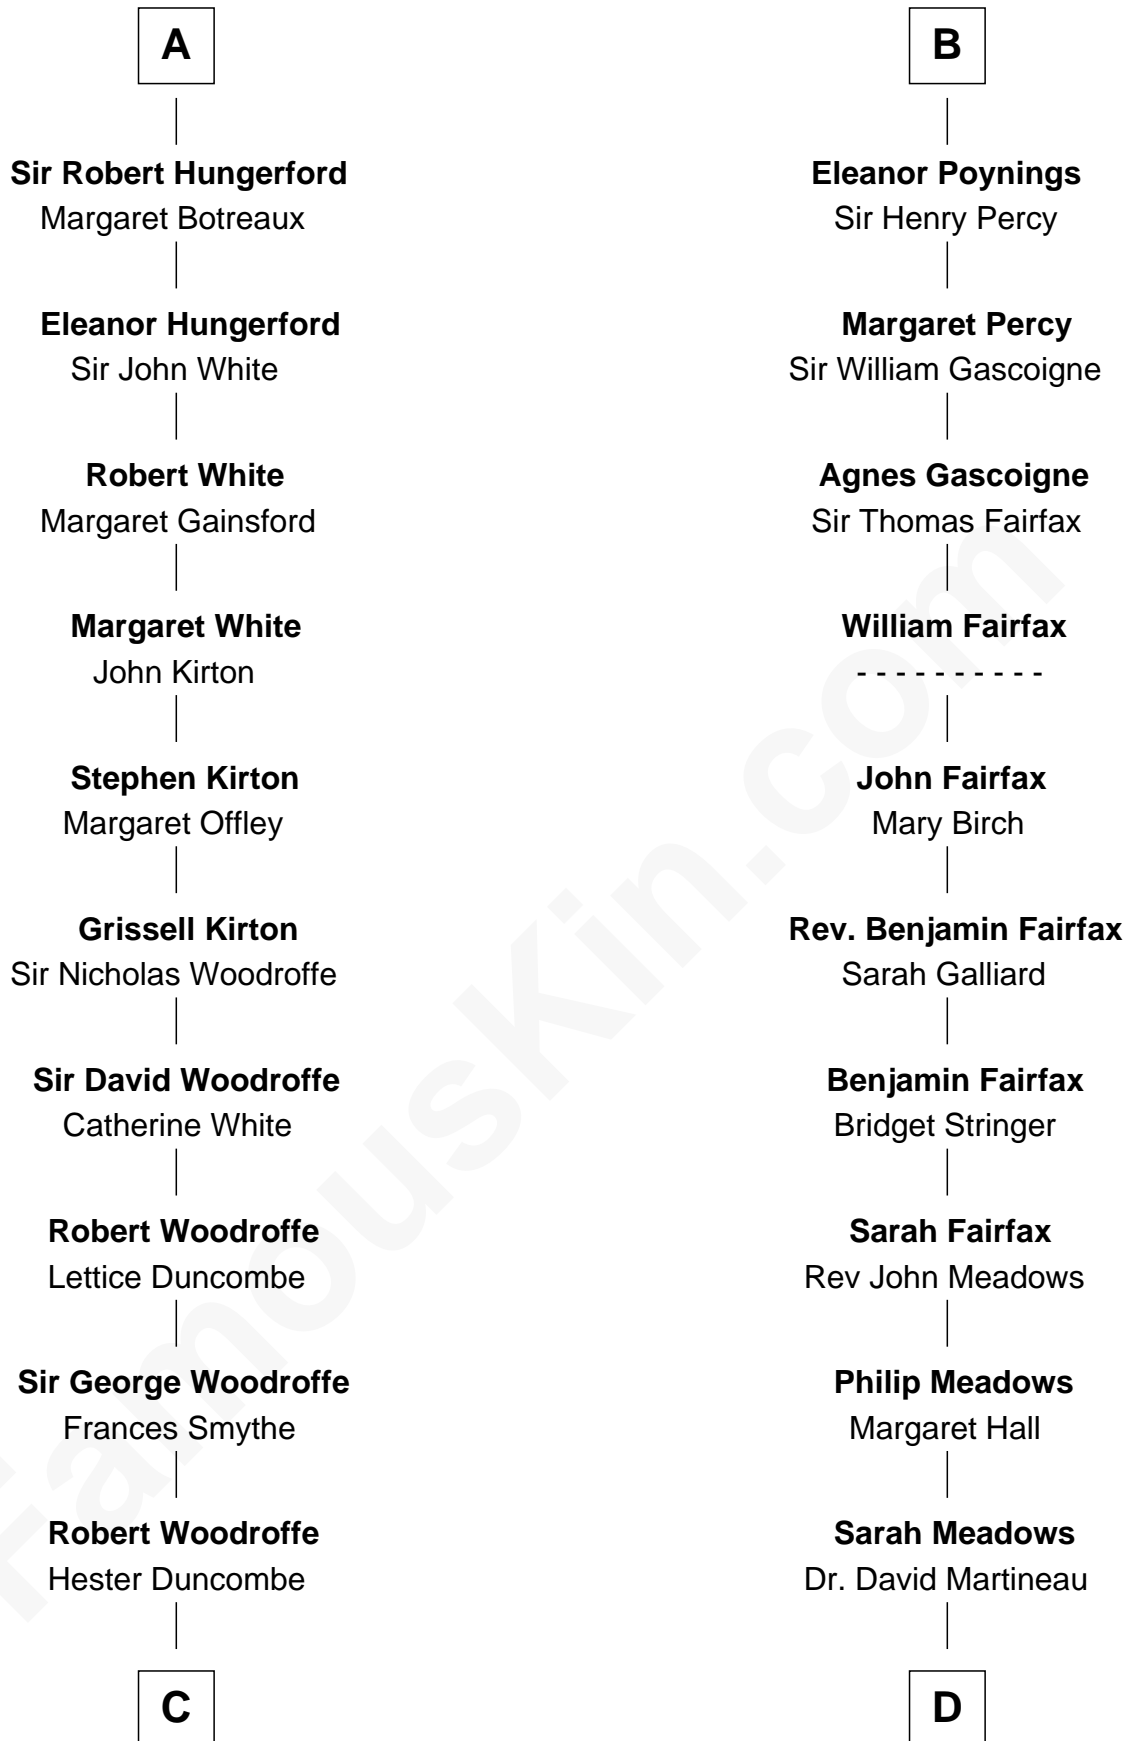 A
Sir Robert Hungerford
Margaret Botreaux
Eleanor Hungerford
Sir John White
Robert White
Margaret Gainsford
Margaret White
John Kirton
Stephen Kirton
Margaret Offley
Grissell Kirton
Sir Nicholas Woodroffe
Sir David Woodroffe
Catherine White
Robert Woodroffe
Lettice Duncombe
Sir George Woodroffe
Frances Smythe
Robert Woodroffe
Hester Duncombe
C
B
Eleanor Poynings
Sir Henry Percy
Margaret Percy
Sir William Gascoigne
Agnes Gascoigne
Sir Thomas Fairfax
William Fairfax
- - - - - - - - - -
John Fairfax
Mary Birch
Rev. Benjamin Fairfax
Sarah Galliard
Benjamin Fairfax
Bridget Stringer
Sarah Fairfax
Rev John Meadows
Philip Meadows
Margaret Hall
Sarah Meadows
Dr. David Martineau
D
FamousKin.com